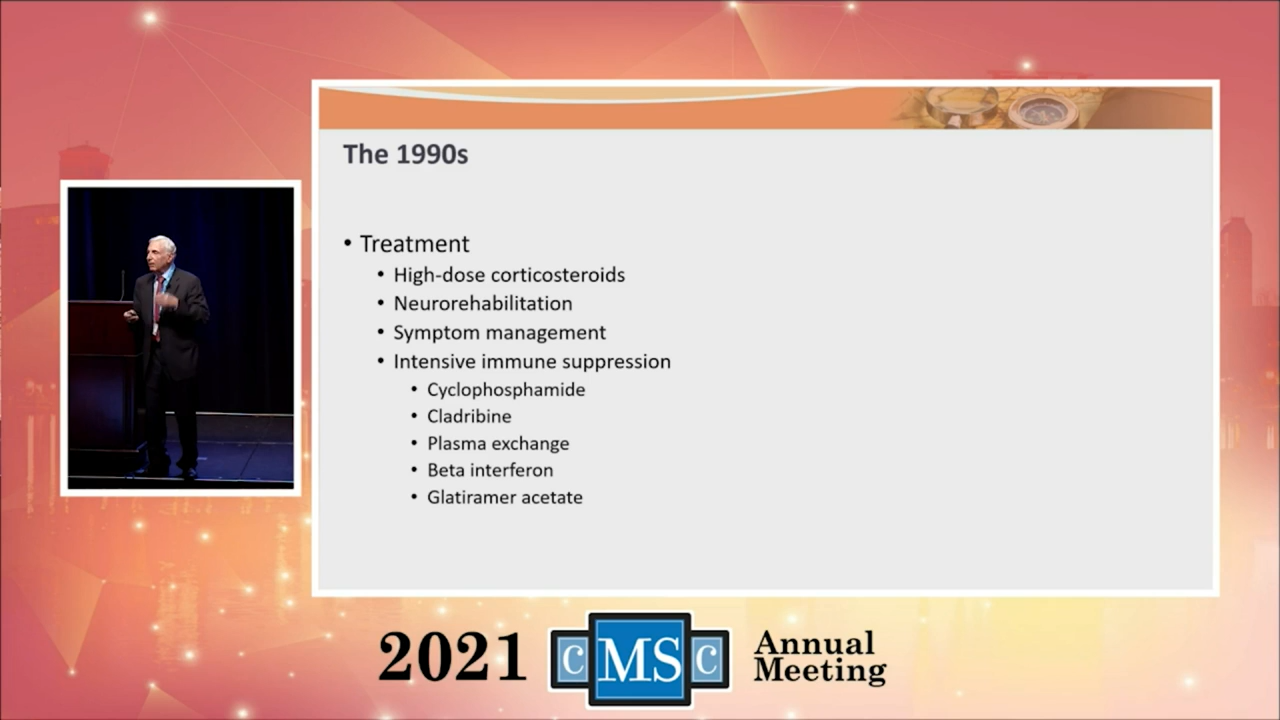 The 1990s
• Treatment
• High-dose corticosteroids
• Neurorehabilitation
• Symptom management
• Intensive immune suppression
• Cyclophosphamide
• Cladribine
• Plasma exchange
• Beta interferon
• Glatiramer acetate
2021 CMSC Annual
Meeting